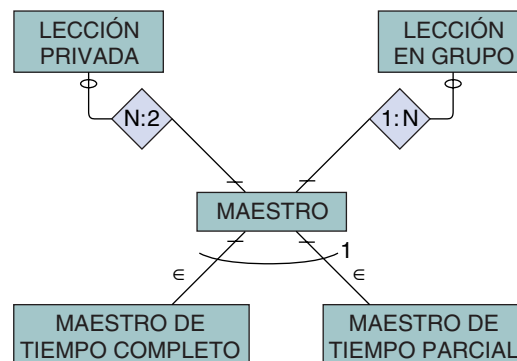 LECCIÓN
PRIVADA
LECCIÓN
EN GRUPO
N:2
1:N
MAESTRO
1
∈
∈
MAESTRO DE
TIEMPO COMPLETO
MAESTRO DE
TIEMPO PARCIAL